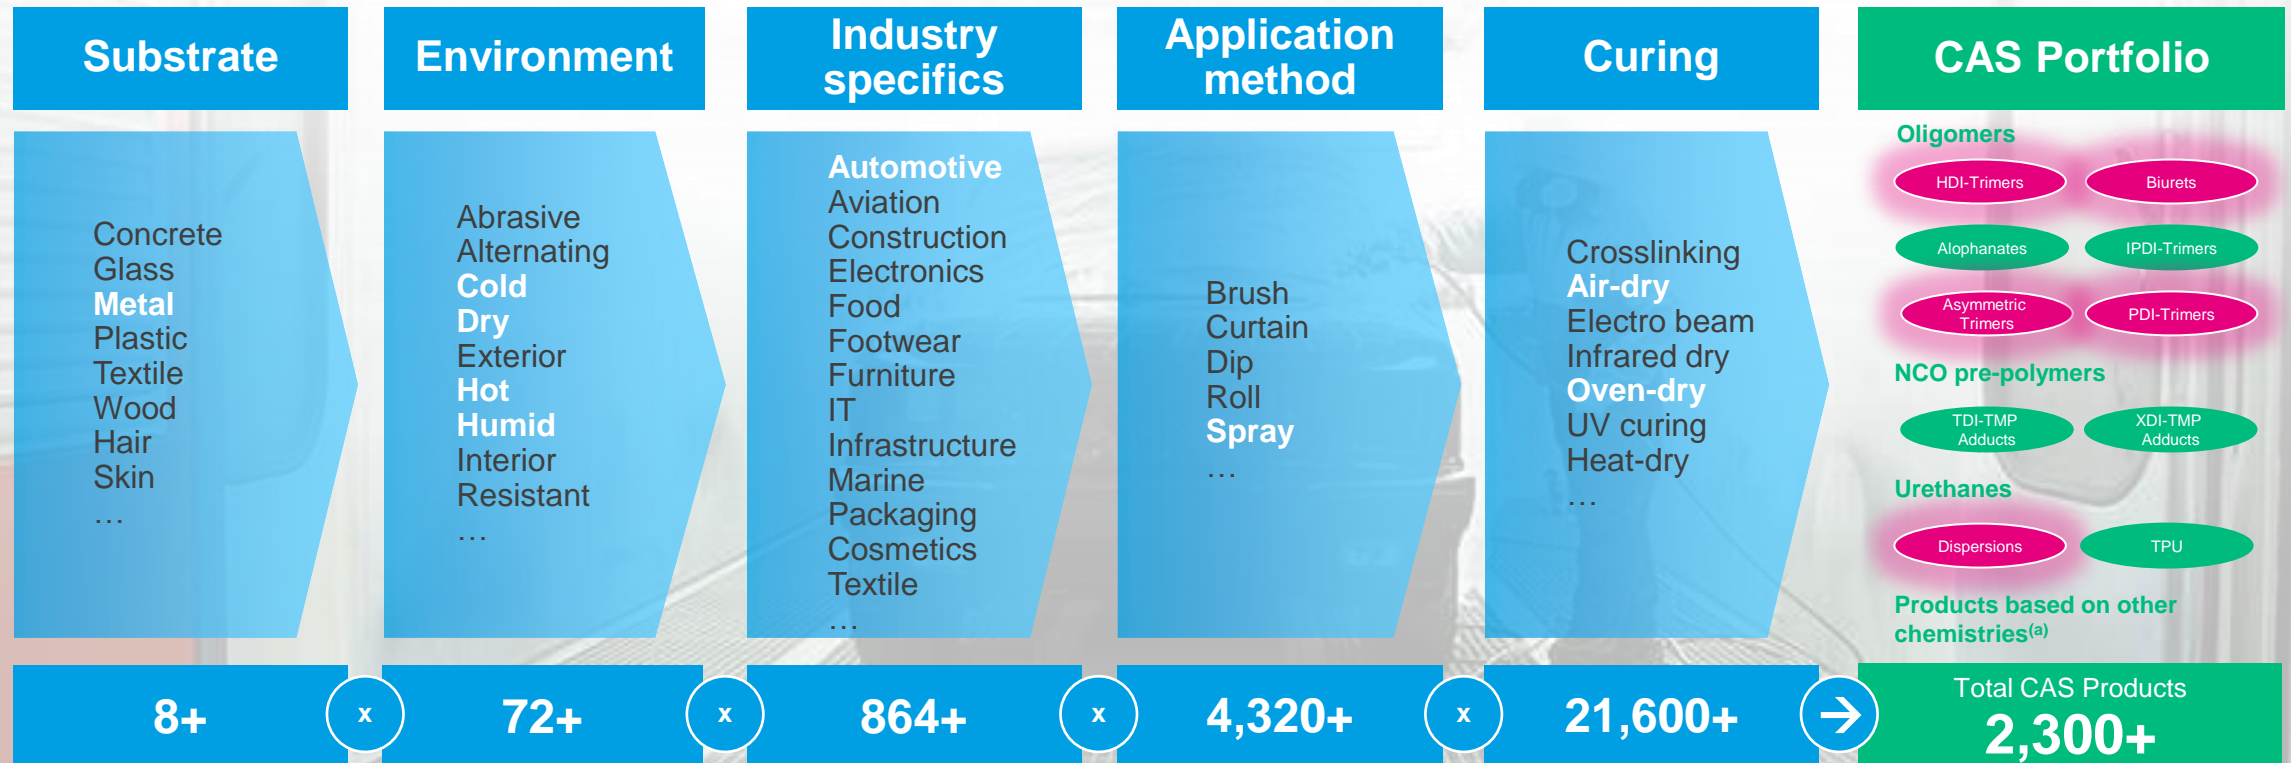 Substrate
Environment
Industry
specifics
Application
method
Curing
CAS Portfolio
Concrete
Glass
Metal
Plastic
Textile
Wood
Hair
Skin
…
Abrasive
Alternating
Cold
Dry
Exterior
Hot
Humid
Interior
Resistant
…
Automotive
Aviation
Construction
Electronics
Food
Footwear
Furniture
IT
Infrastructure
Marine
Packaging
Cosmetics
Textile
…
Brush
Curtain
Dip
Roll
Spray
…
Crosslinking
Air-dry
Electro beam
Infrared dry
Oven-dry
UV curing
Heat-dry
…
Oligomers
HDI-Trimers
Biurets
Alophanates
IPDI-Trimers
Asymmetric
Trimers
PDI-Trimers
NCO pre-polymers
TDI-TMP
Adducts
XDI-TMP
Adducts
Urethanes
Dispersions
TPU
Products based on other
chemistries(a)
8+
x
72+
x
864+
x
4,320+
x
21,600+
→
Total CAS Products
2,300+